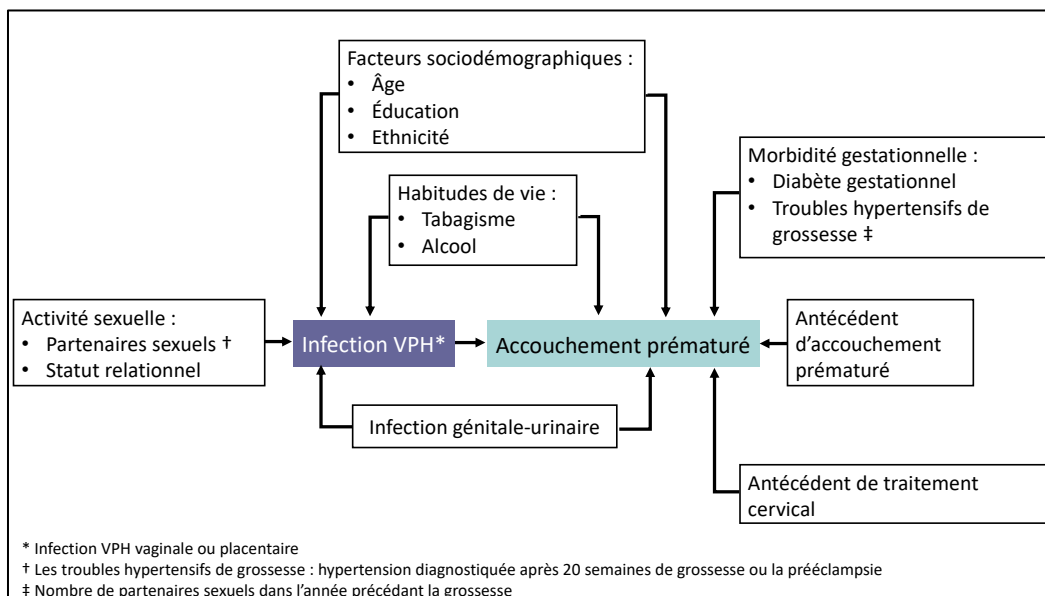 Facteurs sociodémographiques :
• Âge
• Éducation
• Ethnicité
Morbidité gestationnelle :
• Diabète gestationnel
• Troubles hypertensifs de
grossesse ‡
Habitudes de vie :
• Tabagisme
• Alcool
Activité sexuelle :
• Partenaires sexuels †
• Statut relationnel
Infection VPH*
Accouchement prématuré
Antécédent
d’accouchement
prématuré
Infection génitale-urinaire
Antécédent de traitement
cervical
* Infection VPH vaginale ou placentaire
† Les troubles hypertensifs de grossesse : hypertension diagnostiquée après 20 semaines de grossesse ou la prééclampsie
‡ Nombre de partenaires sexuels dans l’année précédant la grossesse